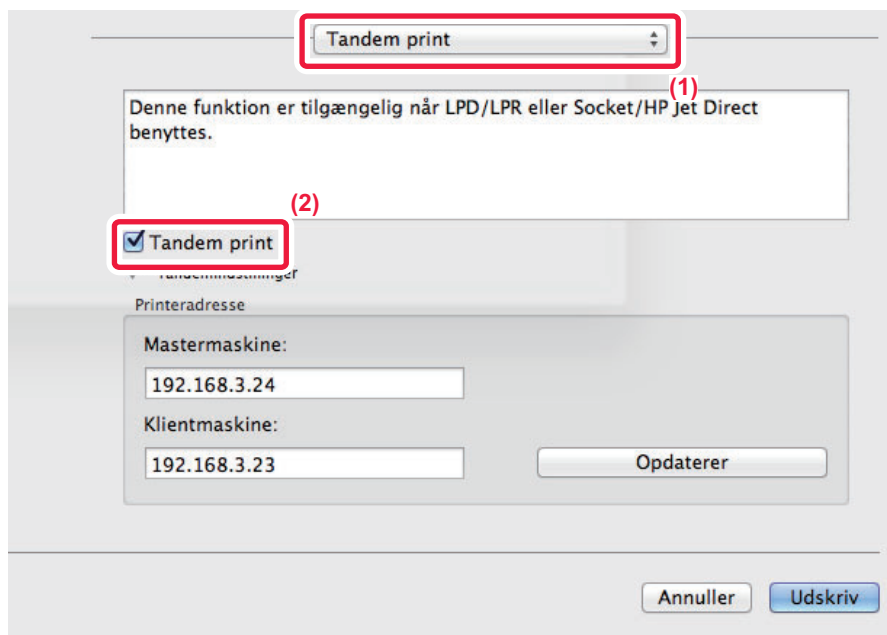 Tandem print
(1)
Denne funktion er tilgængelig når LPD/LPR eller Socket/HP Jet Direct
benyttes.
(2)
Tandem print
Tandemindstillinger
Printeradresse
Mastermaskine:
192.168.3.24
Klientmaskine:
192.168.3.23
Opdaterer
Annuller
Udskriv